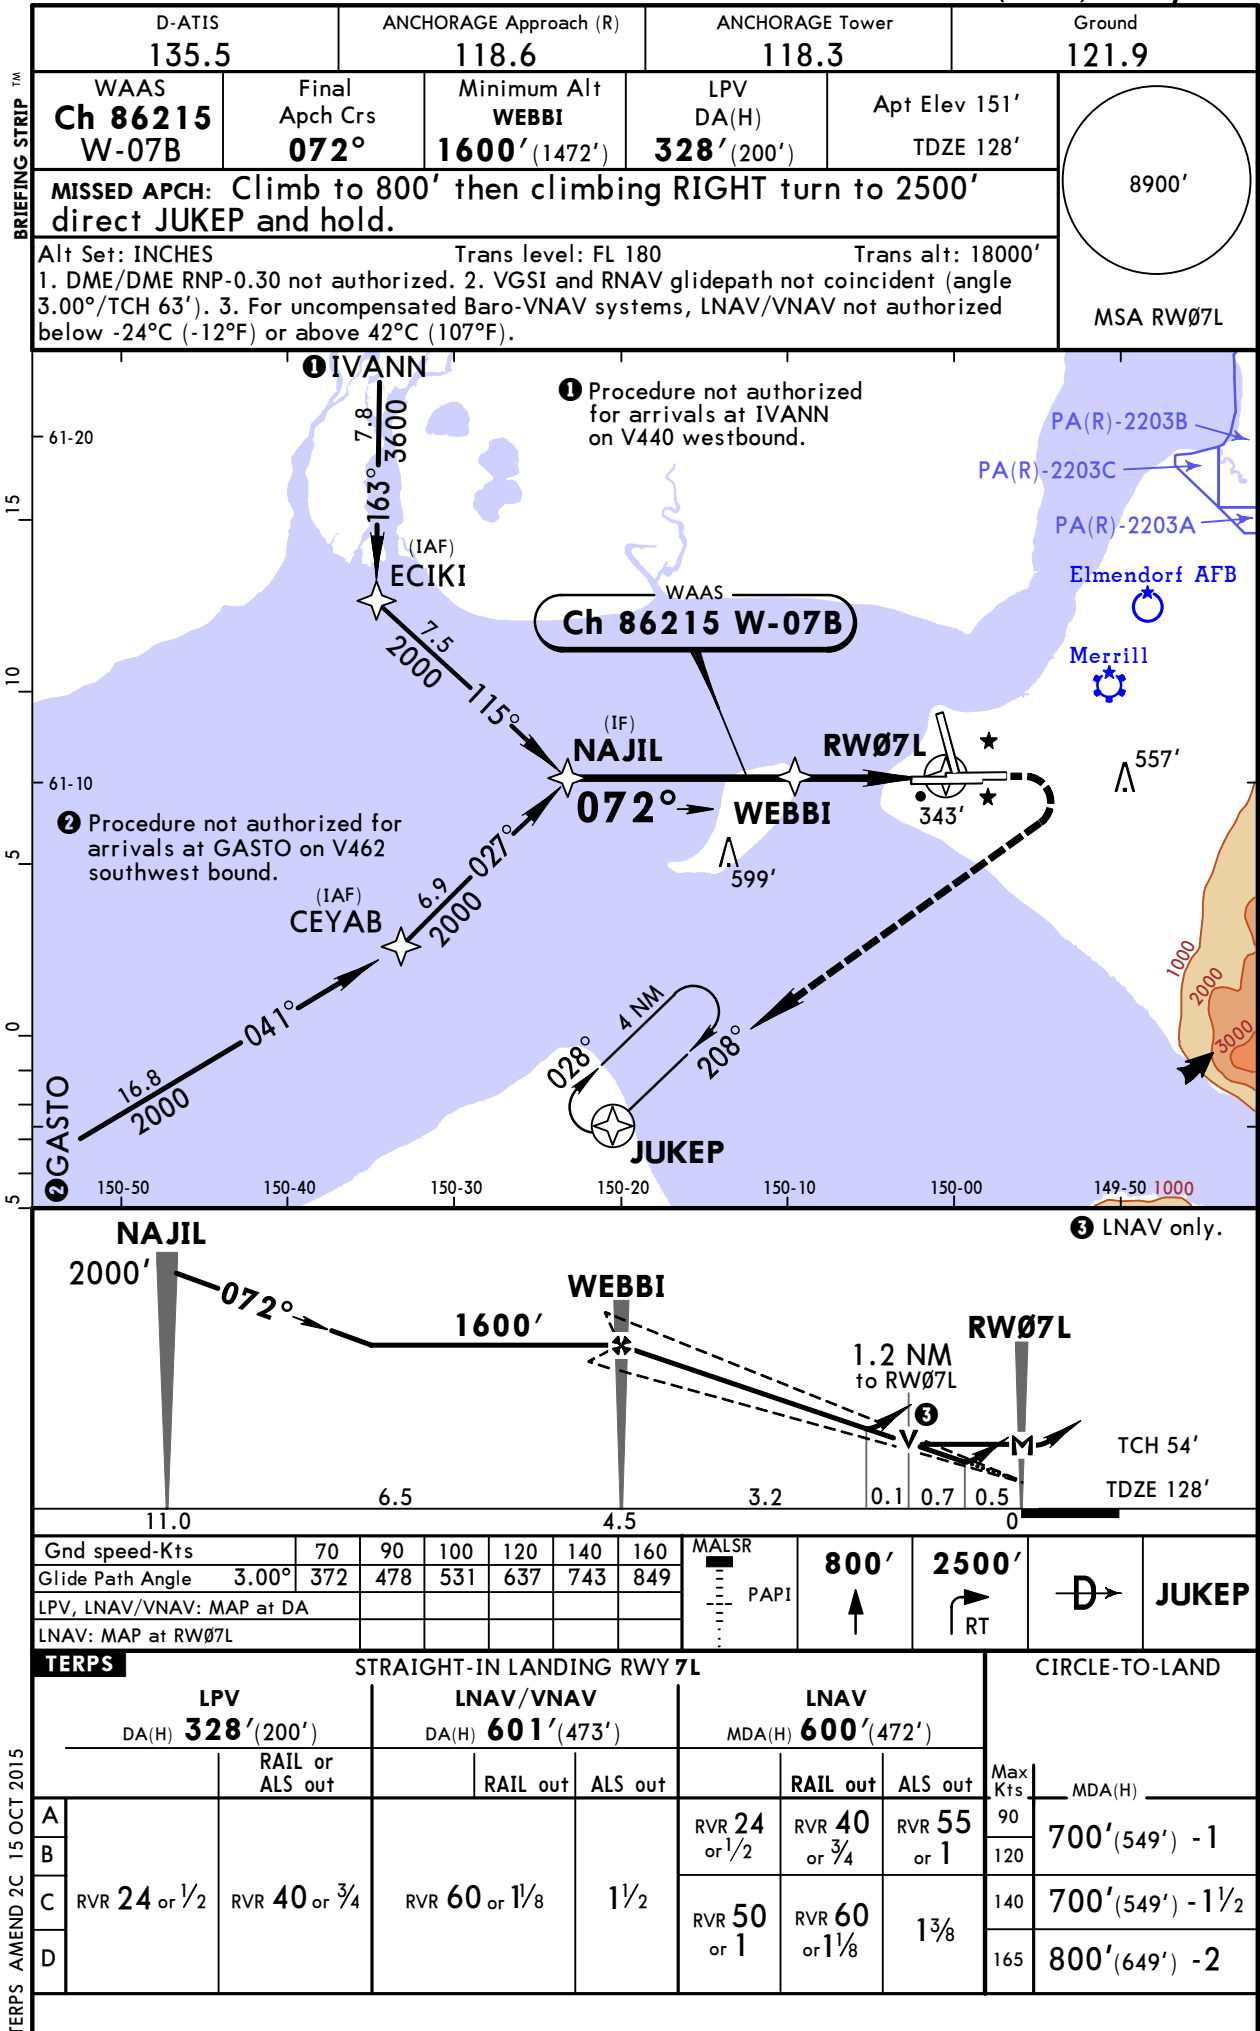 D-ATIS
135.5
ANCHORAGE Approach (R)
118.6
ANCHORAGE Tower
118.3
Ground
121.9
BRIEFING STRIP TM
WAAS
Ch 86215
W-07B
Final
Apch Crs
072°
Minimum Alt
WEBBI
1600'(1472')
LPV
DA(H)
328'(200')
Apt Elev 151'
TDZE 128'
8900'
MSA RWØ7L
MISSED APCH: Climb to 800' then climbing RIGHT turn to 2500'
direct JUKEP and hold.
Alt Set: INCHES Trans level: FL 180 Trans alt: 18000'
1. DME/DME RNP-0.30 not authorized. 2. VGSI and RNAV glidepath not coincident (angle
3.00°/TCH 63'). 3. For uncompensated Baro-VNAV systems, LNAV/VNAV not authorized
below -24°C (-12°F) or above 42°C (107°F).
1 IVANN
7.8
3600
163°
1 Procedure not authorized
for arrivals at IVANN
on V440 westbound.
PA(R)-2203B
PA(R)-2203C
PA(R)-2203A
61-20
15
(IAF)
ECIKI
Elmendorf AFB
WAAS
Ch 86215 W-07B
7.5
2000
115°
Merrill
10
(IF)
NAJIL
RWØ7L
61-10
072°
WEBBI
343'
557'
599'
2 Procedure not authorized for
arrivals at GASTO on V462
southwest bound.
5
(IAF)
CEYAB
6.9
2000
027°
041°
16.8
2000
2 GASTO
0
4 NM
028°
208°
JUKEP
1000
2000
3000
5
150-50
150-40
150-30
150-20
150-10
150-00
149-50
1000
NAJIL
2000'
072°
1600'
WEBBI
3 LNAV only.
RWØ7L
1.2 NM
to RWØ7L
3
V
M
TCH 54'
TDZE 128'
6.5
3.2
0.1
0.7
0.5
11.0
4.5
0
Gnd speed-Kts 70 90 100 120 140 160
Glide Path Angle 3.00° 372 478 531 637 743 849
LPV, LNAV/VNAV: MAP at DA
LNAV: MAP at RWØ7L
MALSR
PAPI
800'
2500'
RT
D
JUKEP
TERPS
STRAIGHT-IN LANDING RWY 7L
CIRCLE-TO-LAND
LPV
DA(H) 328'(200')
LNAV/VNAV
DA(H) 601'(473')
LNAV
MDA(H) 600'(472')
RAIL or
ALS out
RAIL out
ALS out
RAIL out
ALS out
Max
Kts
MDA(H)
A
B
C
D
RVR 24 or 1/2
RVR 40 or 3/4
RVR 60 or 1 1/8
1 1/2
RVR 24
or 1/2
RVR 40
or 3/4
RVR 55
or 1
RVR 50
or 1
RVR 60
or 1 1/8
1 3/8
90
120
700'(549') -1
140
700'(549') -1 1/2
165
800'(649') -2
TERPS AMEND 2C 15 OCT 2015